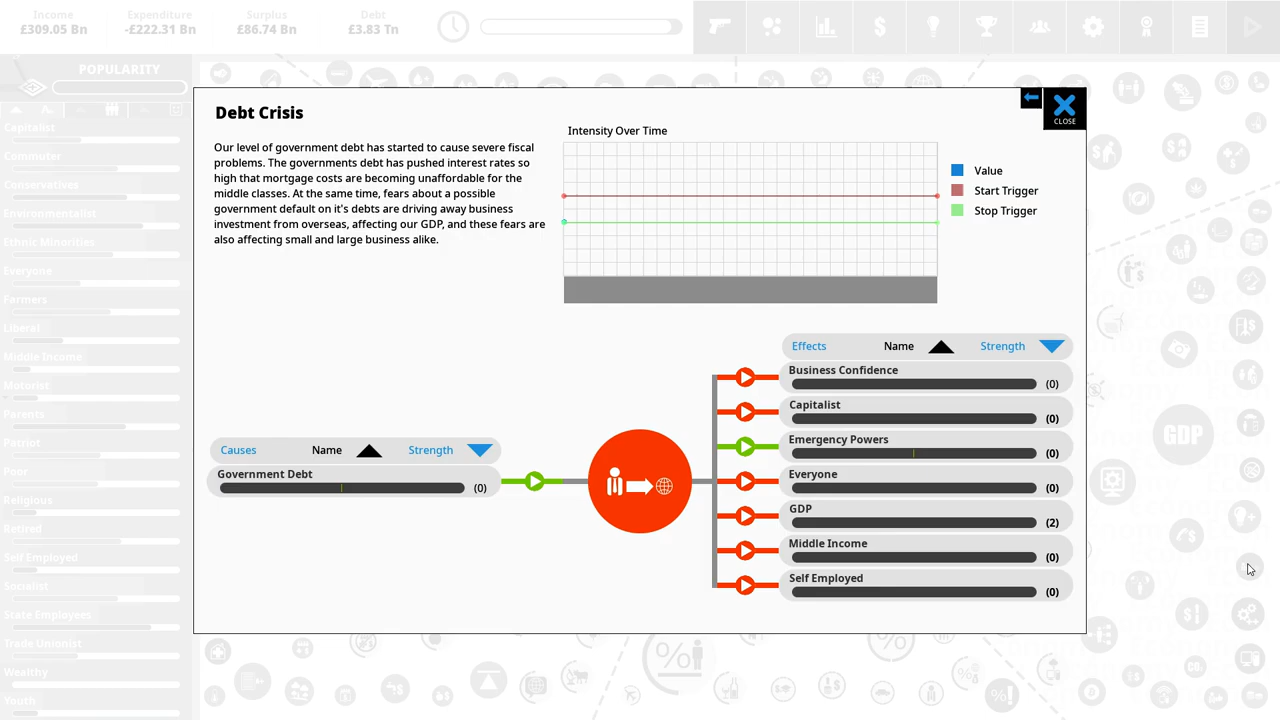 Income
Expenditure
Surplus
Debt
£309.05 Bn
-£222.31 Bn
£86.74 Bn
£3.83 Tn
POPULARITY
Capitalist
Commuter
Conservatives
Environmentalist
Ethnic Minorities
Everyone
Farmers
Liberal
Middle Income
Motorist
Parents
Patriot
Poor
Religious
Retired
Self Employed
Socialist
State Employees
Trade Unionist
Wealthy
Youth
Debt Crisis
CLOSE
Our level of government debt has started to cause severe fiscal
problems. The governments debt has pushed interest rates so
high that mortgage costs are becoming unaffordable for the
middle classes. At the same time, fears about a possible
government default on it's debts are driving away business
investment from overseas, affecting our GDP, and these fears are
also affecting small and large business alike.
Intensity Over Time
Value
Start Trigger
Stop Trigger
Causes Name Strength
Government Debt
(0)
Effects Name Strength
Business Confidence
(0)
Capitalist
(0)
Emergency Powers
(0)
Everyone
(0)
GDP
(2)
Middle Income
(0)
Self Employed
(0)
GDP